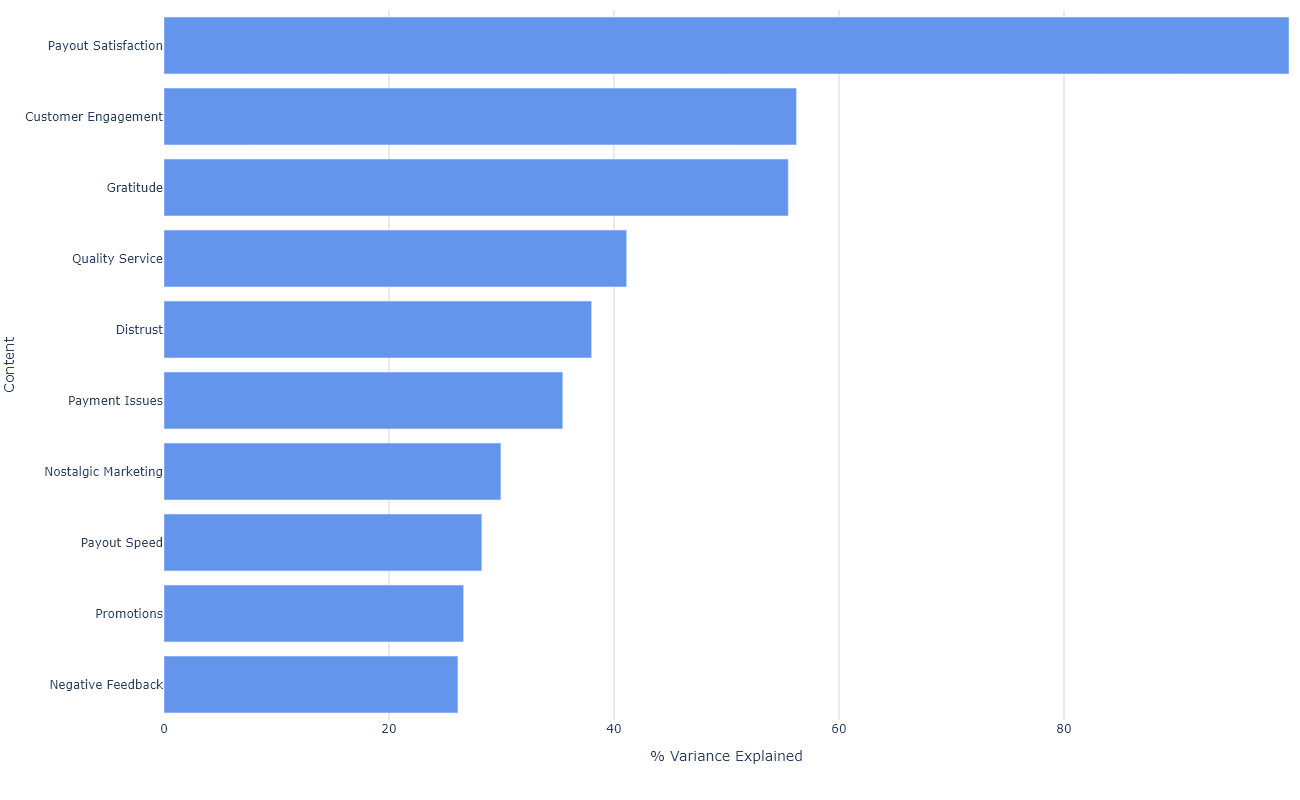 Payout Satisfaction
Customer Engagement
Gratitude
Quality Service
Distrust
Payment Issues
Nostalgic Marketing
Payout Speed
Promotions
Negative Feedback
Content
0 20 40 60 80
% Variance Explained